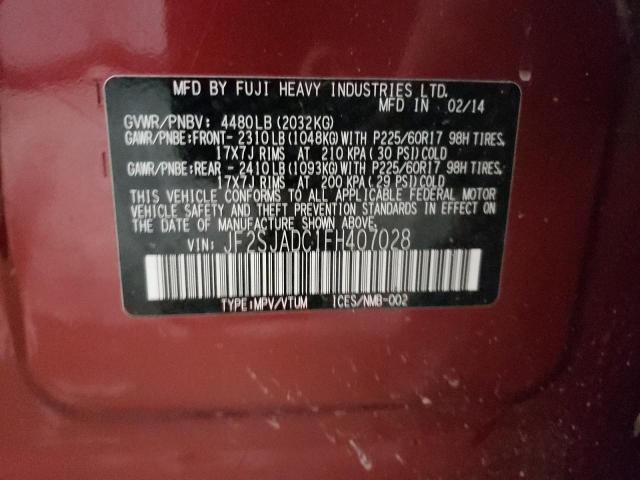 MFD BY FUJI HEAVY INDUSTRIES LTD.
MFD IN 02/14
GVWR/PNBV: 4480LB (2032KG)
GAWR/PNBE:FRONT- 2310LB (1048KG) WITH P225/60R17 98H TIRES,
17X7J RIMS AT 210 KPA (30 PSI) COLD
GAWR/PNBE:REAR - 2410LB (1093KG) WITH P225/60R17 98H TIRES,
17X7J RIMS AT 200 KPA (29 PSI) COLD
THIS VEHICLE CONFORMS TO ALL APPLICABLE FEDERAL MOTOR
VEHICLE SAFETY AND THEFT PREVENTION STANDARDS IN EFFECT ON
THE DATE OF MANUFACTURE SHOWN ABOVE.
VIN: JF2SJADC1FH407028
TYPE:MPV/VTUM ICES/NMB-002